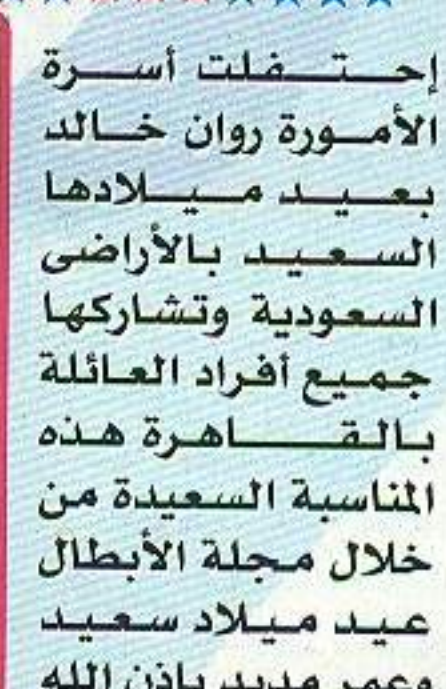 إحتفلت أسرة
الأمورة روان خالد
بعيد ميلادها
السعيد بالأراضى
السعودية وتشاركها
جميع أفراد العائلة
بالقاهرة هذه
المناسبة السعيدة من
خلال مجلة الأبطال
عيد ميلاد سعيد
وعمر مديد بإذن الله